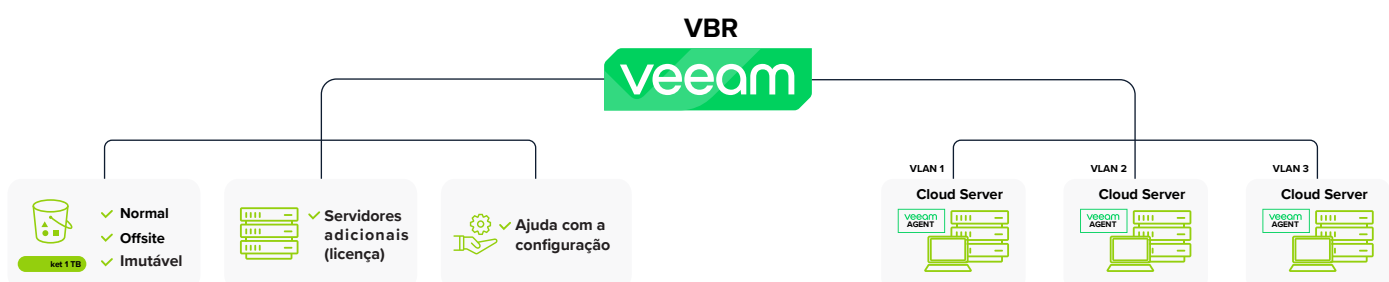 VBR
veeam
Normal
Offsite
Imutável
ket 1 TB
Servidores
adicionais
(licença)
Ajuda com a
configuração
VLAN 1
Cloud Server
veeam
AGENT
VLAN 2
Cloud Server
veeam
AGENT
VLAN 3
Cloud Server
veeam
AGENT